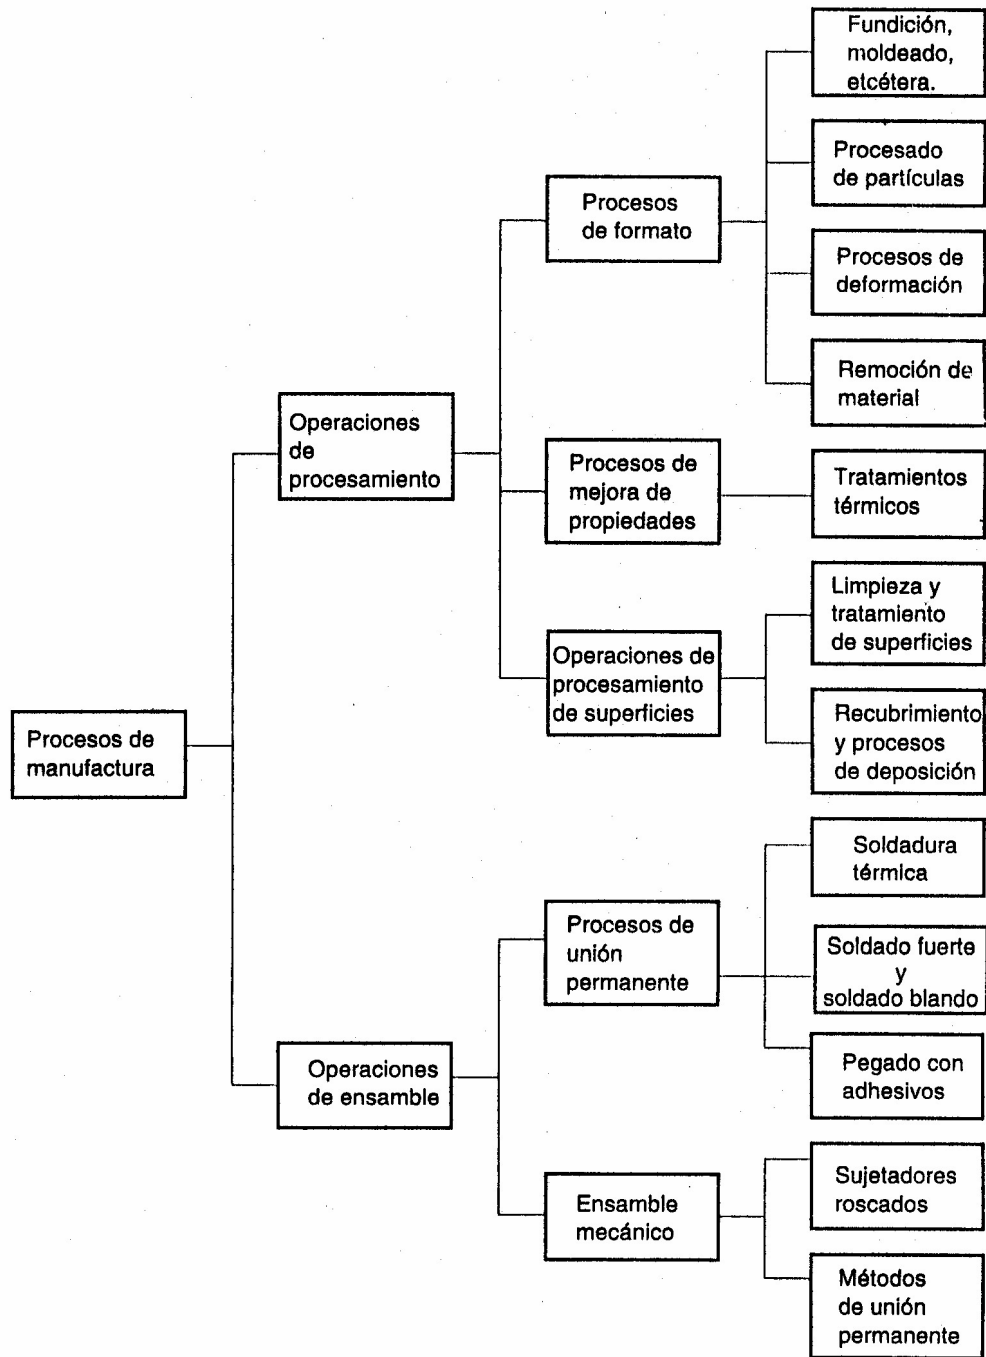 Fundición,
moldeado,
etcétera.
Procesado
de partículas
Procesos
de formato
Procesos de
deformación
Remoción de
material
Operaciones
de
procesamiento
Procesos de
mejora de
propiedades
Tratamientos
térmicos
Limpieza y
tratamiento
de superficies
Operaciones de
procesamiento
de superficies
Recubrimiento
y procesos
de deposición
Procesos de
manufactura
Soldadura
térmica
Procesos de
unión
permanente
Soldado fuerte
y
soldado blando
Operaciones
de ensamble
Pegado con
adhesivos
Sujetadores
roscados
Ensamble
mecánico
Métodos
de unión
permanente